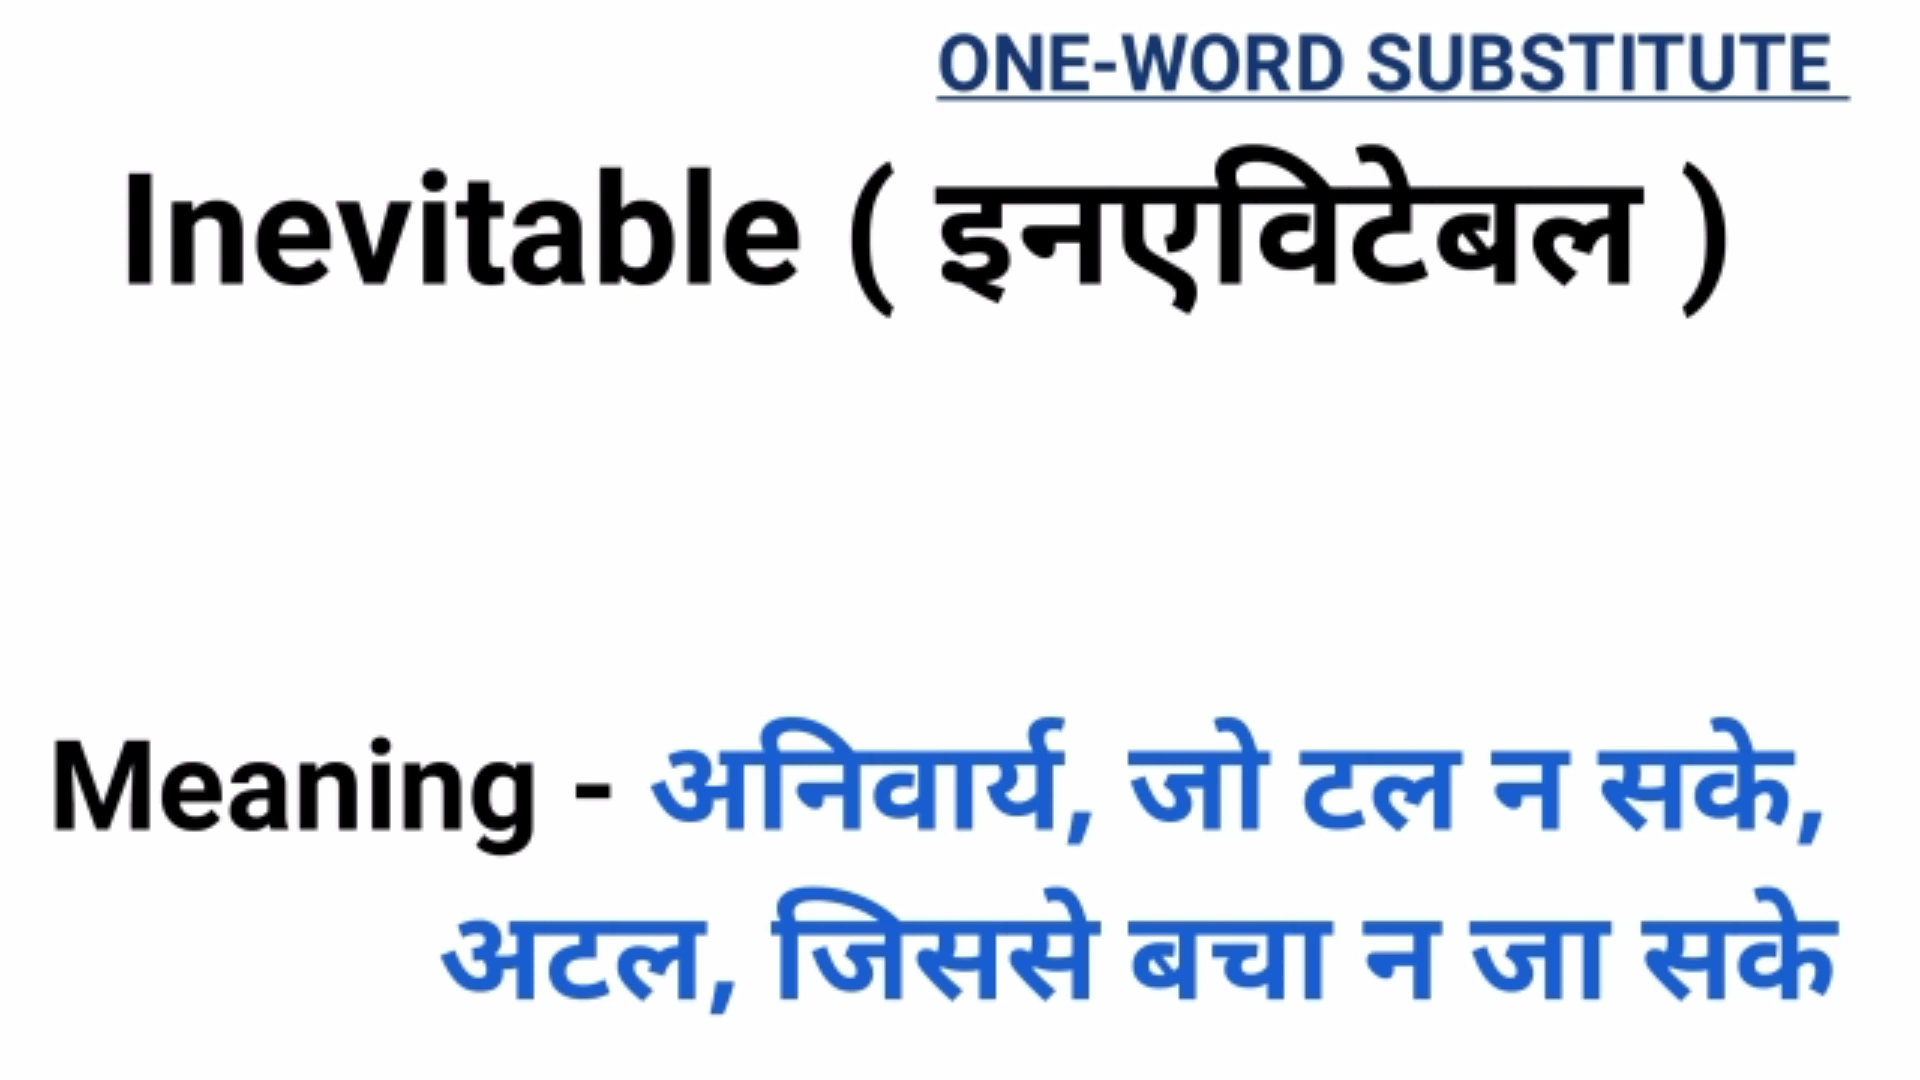 ONE-WORD SUBSTITUTE
Inevitable ( इनएविटेबल )
Meaning - अनिवार्य, जो टल न सके,
अटल, जिससे बचा न जा सके